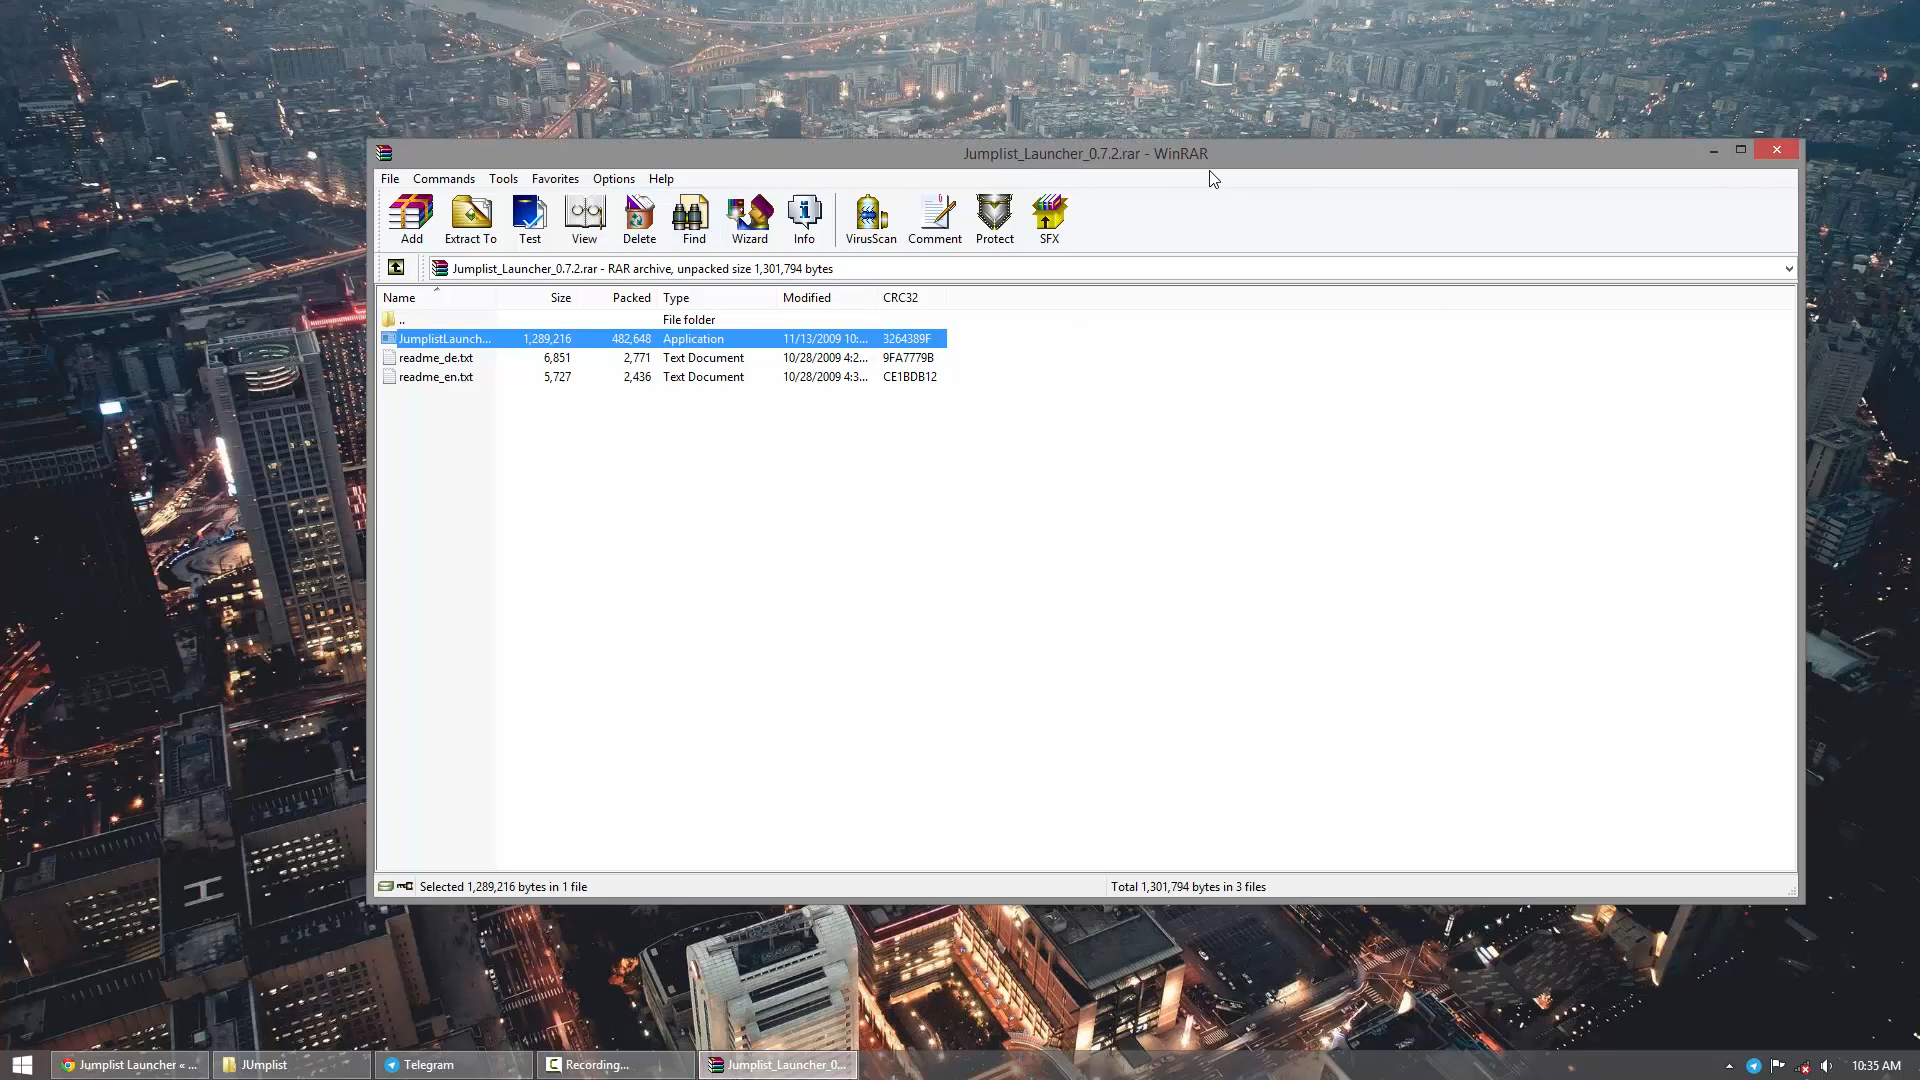 Jumplist_Launcher_0.7.2.rar - WinRAR
File Commands Tools Favorites Options Help
Add Extract To Test View Delete Find Wizard Info VirusScan Comment Protect SFX
Jumplist_Launcher_0.7.2.rar - RAR archive, unpacked size 1,301,794 bytes
Name Size Packed Type Modified CRC32
.. File folder
JumplistLaunch... 1,289,216 482,648 Application 11/13/2009 10:... 3264389F
readme_de.txt 6,851 2,771 Text Document 10/28/2009 4:2... 9FA7779B
readme_en.txt 5,727 2,436 Text Document 10/28/2009 4:3... CE1BDB12
Selected 1,289,216 bytes in 1 file Total 1,301,794 bytes in 3 files
H
Jumplist Launcher « ... JUmplist Telegram Recording... Jumplist_Launcher_0... 10:35 AM